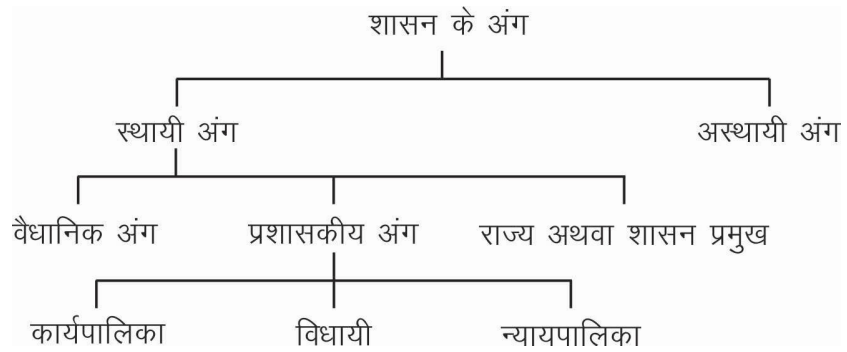 शासन के अंग
स्थायी अंग अस्थायी अंग
वैधानिक अंग प्रशासकीय अंग राज्य अथवा शासन प्रमुख
कार्यपालिका विधायी न्यायपालिका